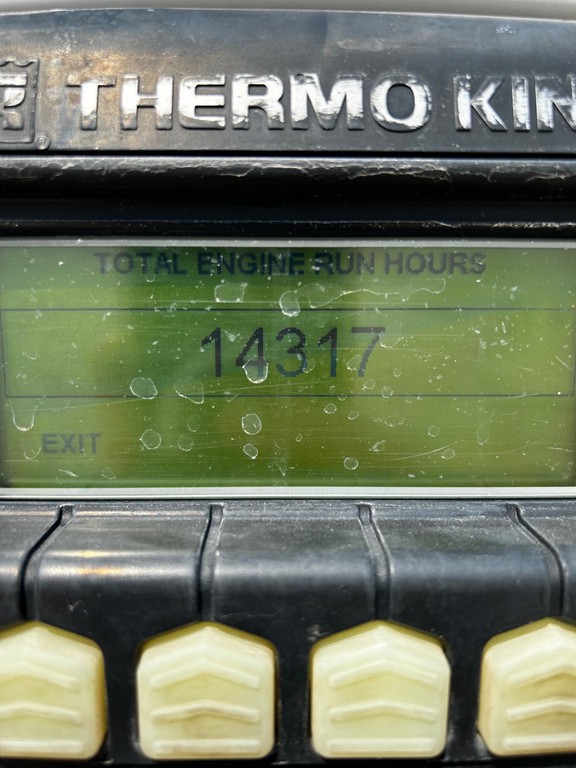 THERMO KIN
TOTAL ENGINE RUN HOURS
14317
EXIT